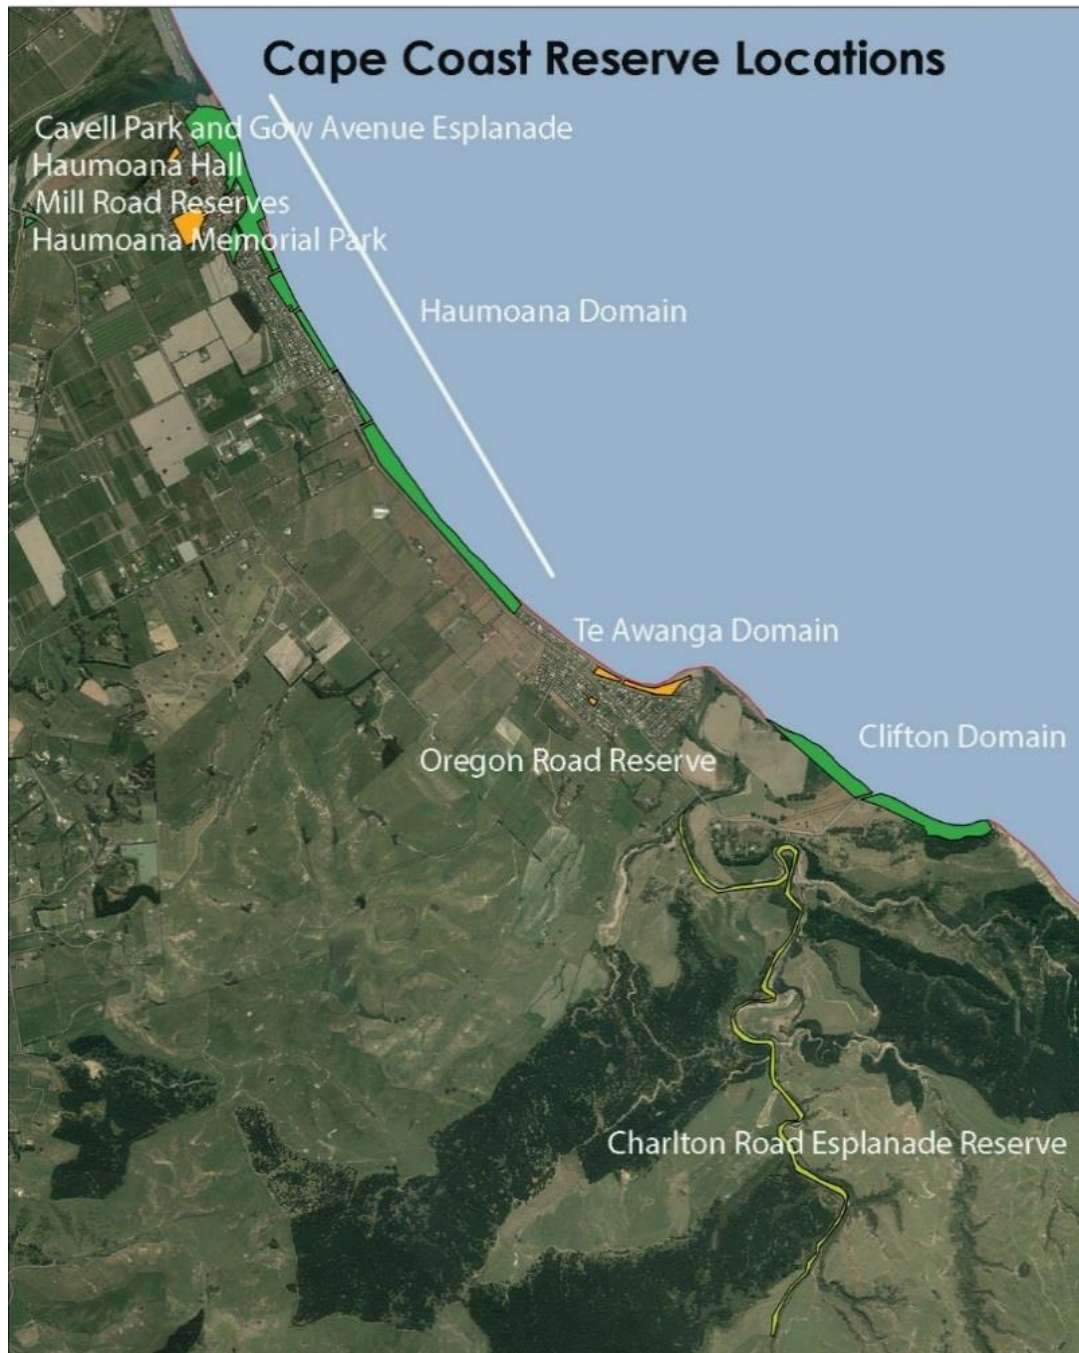 Cape Coast Reserve Locations
Cavell Park and Gow Avenue Esplanade
Haumoana Hall
Mill Road Reserves
Haumoana Memorial Park
Haumoana Domain
Te Awanga Domain
Clifton Domain
Oregon Road Reserve
Charlton Road Esplanade Reserve